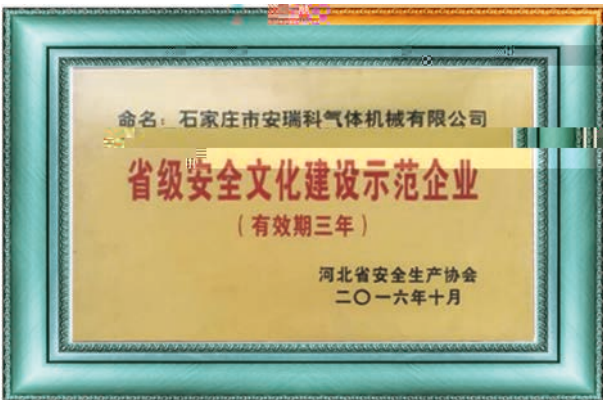 命名：石家庄市安瑞科气体机械有限公司
省级安全文化建设示范企业
（有效期三年）
河北省安全生产协会
二〇一六年十月